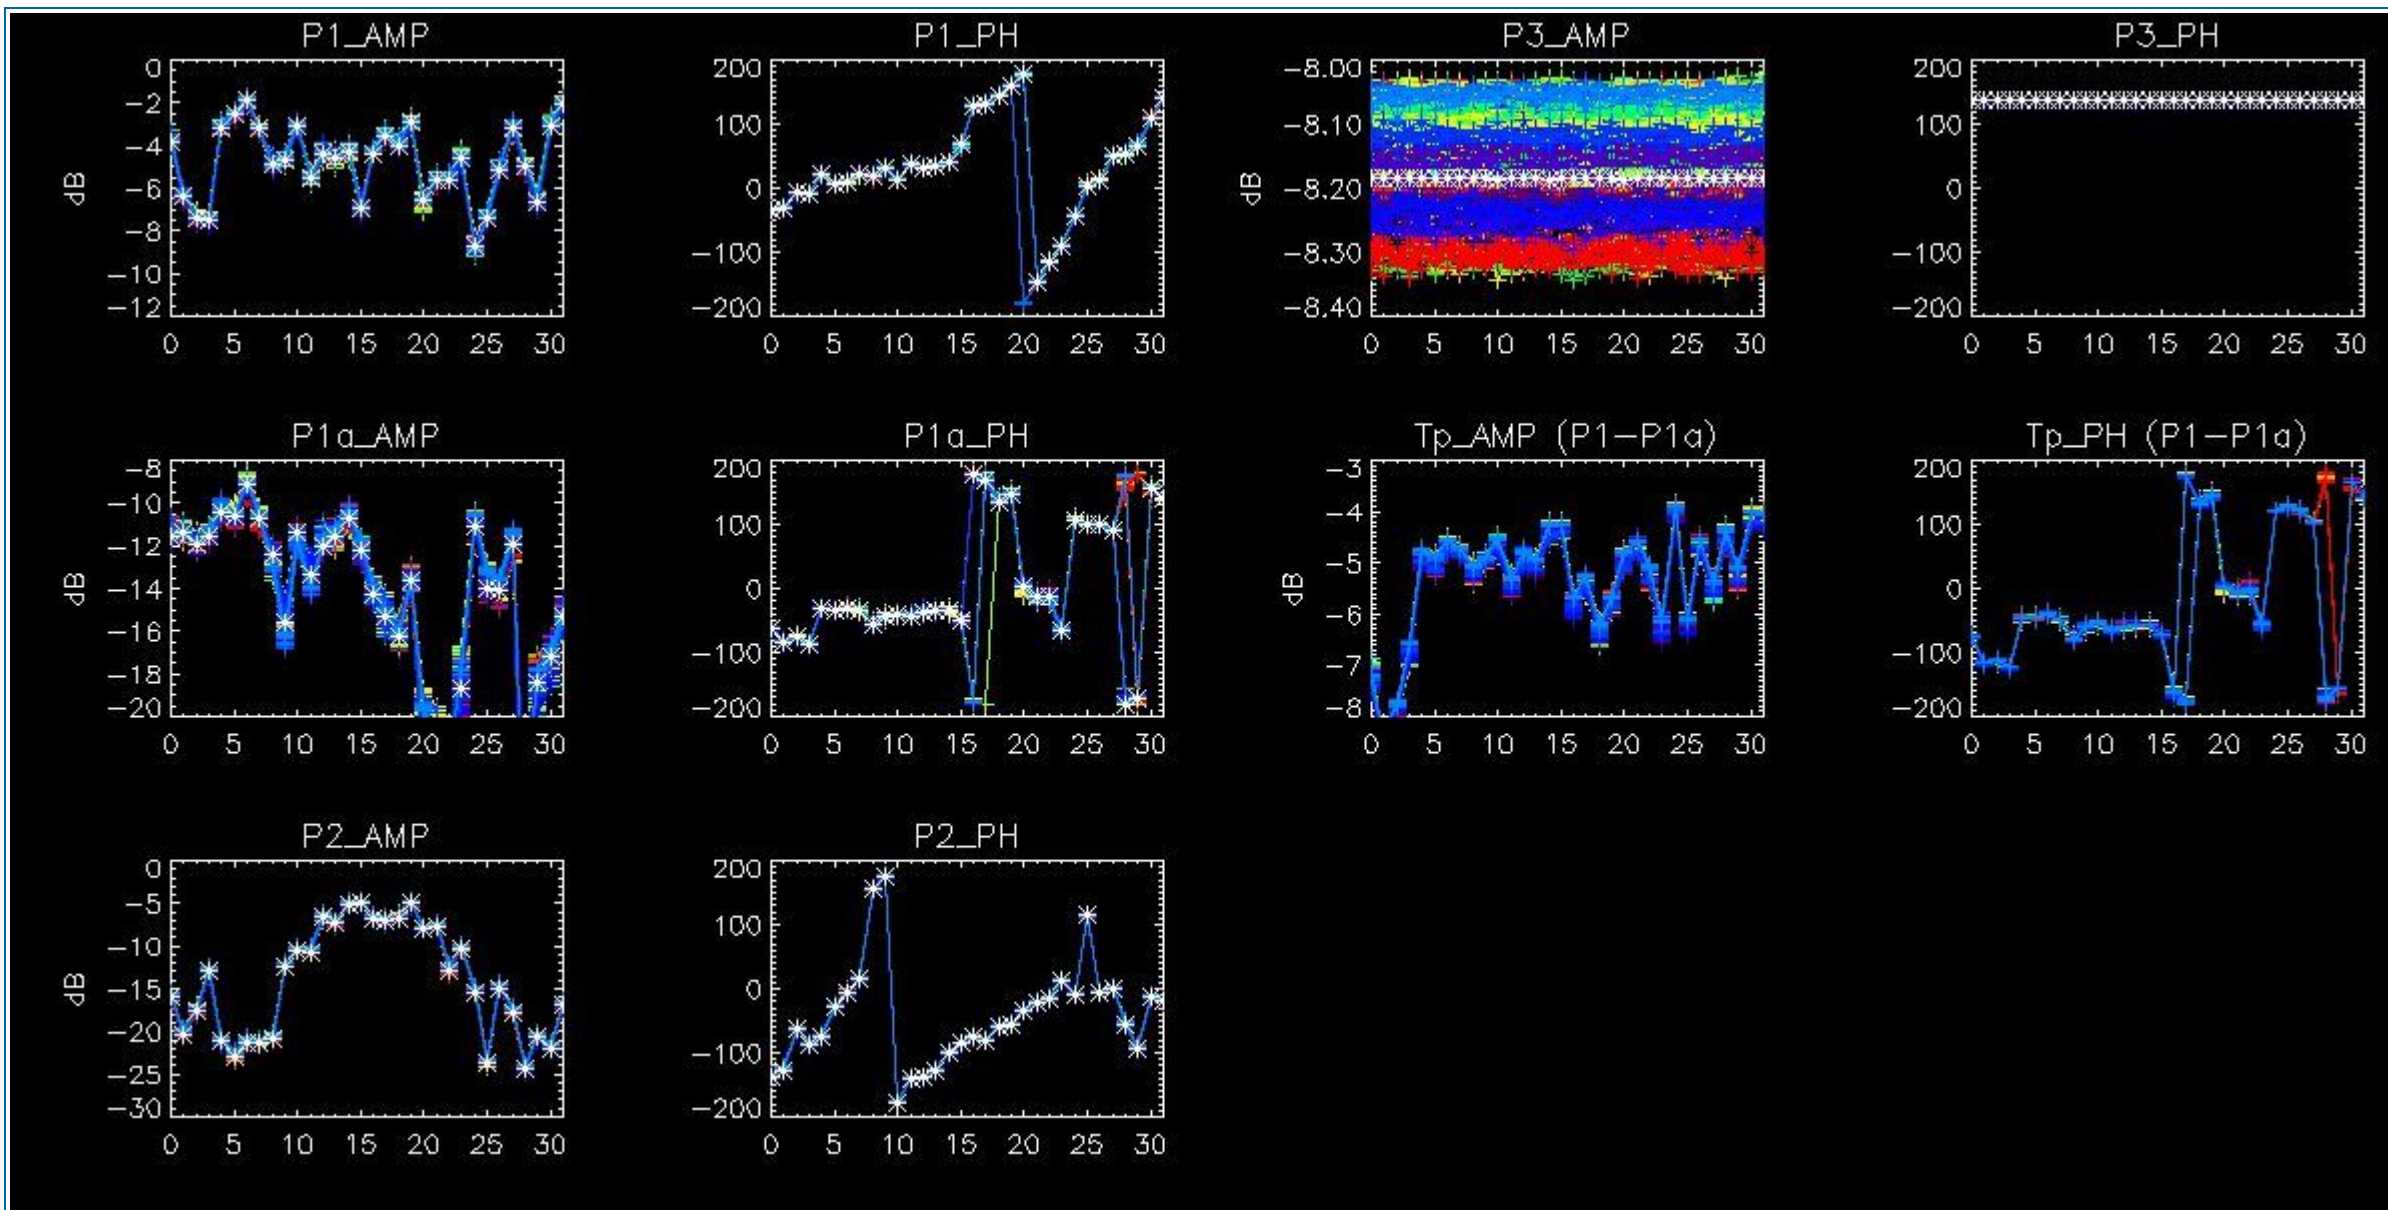 P1_AMP
0
−2
−4
−6
−8
−10
−12
dB
0 5 10 15 20 25 30
P1_PH
200
100
0
−100
−200
0 5 10 15 20 25 30
P3_AMP
−8.00
−8.10
−8.20
−8.30
−8.40
dB
0 5 10 15 20 25 30
P3_PH
200
100
0
−100
−200
0 5 10 15 20 25 30
P1a_AMP
−8
−10
−12
−14
−16
−18
−20
dB
0 5 10 15 20 25 30
P1a_PH
200
100
0
−100
−200
0 5 10 15 20 25 30
Tp_AMP (P1−P1a)
−3
−4
−5
−6
−7
−8
dB
0 5 10 15 20 25 30
Tp_PH (P1−P1a)
200
100
0
−100
−200
0 5 10 15 20 25 30
P2_AMP
0
−5
−10
−15
−20
−25
−30
dB
0 5 10 15 20 25 30
P2_PH
200
100
0
−100
−200
0 5 10 15 20 25 30